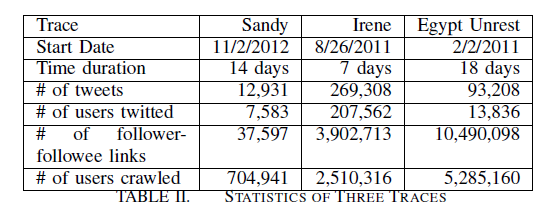 Trace Sandy Irene Egypt Unrest
Start Date 11/2/2012 8/26/2011 2/2/2011
Time duration 14 days 7 days 18 days
# of tweets 12,931 269,308 93,208
# of users twitted 7,583 207,562 13,836
# of follower- 37,597 3,902,713 10,490,098
followee links
# of users crawled 704,941 2,510,316 5,285,160
TABLE II. STATISTICS OF THREE TRACES